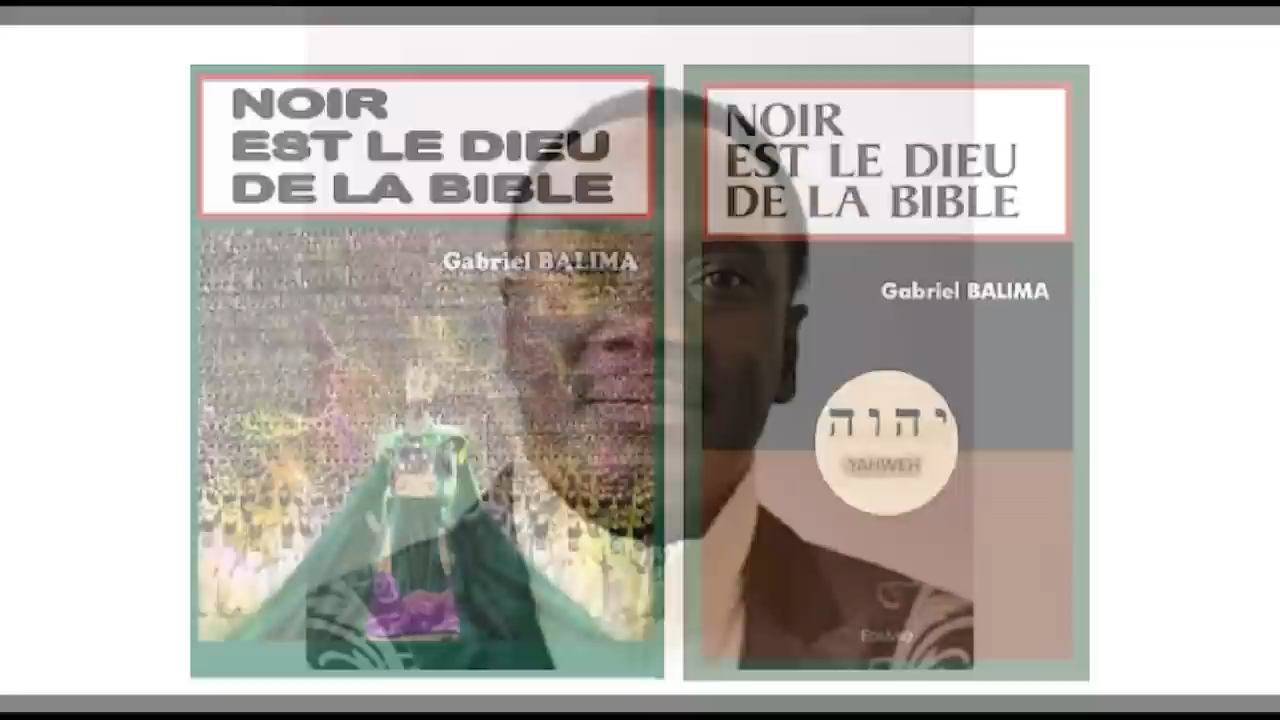 NOIR
EST LE DIEU
DE LA BIBLE
Gabriel BALIMA
NOIR
EST LE DIEU
DE LA BIBLE
Gabriel BALIMA
יהוה
YAHWEH